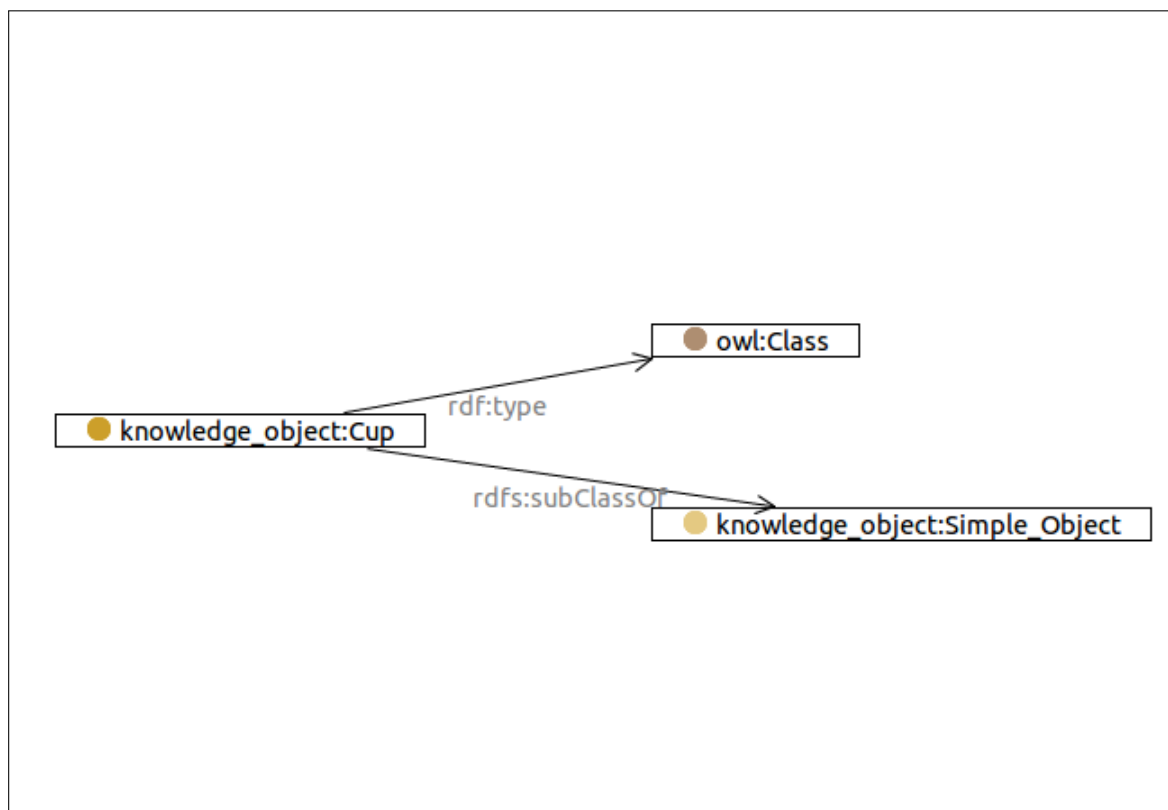 owl:Class
rdf:type
knowledge_object:Cup
rdfs:subClassOf
knowledge_object:Simple_Object